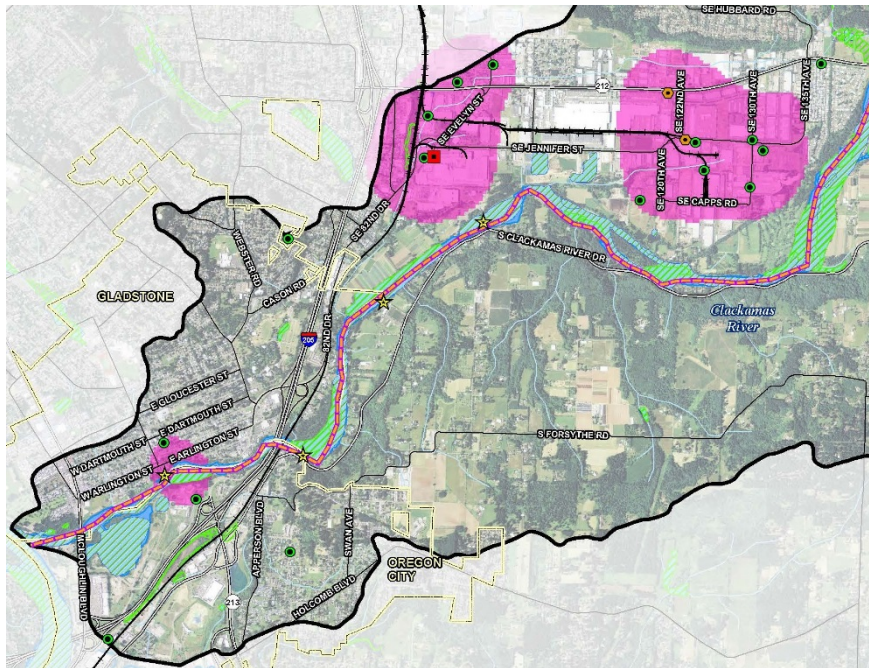 SE HUBBARD RD
212
SE 122ND AVE
SE 130TH AVE
SE 135TH AVE
SE EVELYN ST
SE JENNIFER ST
SE 120TH AVE
SE CAPPS RD
SE 82ND DR
WEBSTER RD
S CLACKAMAS RIVER DR
CASON RD
GLADSTONE
82ND DR
Clackamas
River
205
E GLOUCESTER ST
E DARTMOUTH ST
W DARTMOUTH ST
E ARLINGTON ST
W ARLINGTON ST
S FORSYTHE RD
MCLOUGHLIN BLVD
APPERSON BLVD
SWAN AVE
OREGON
CITY
HOLCOMB BLVD
213